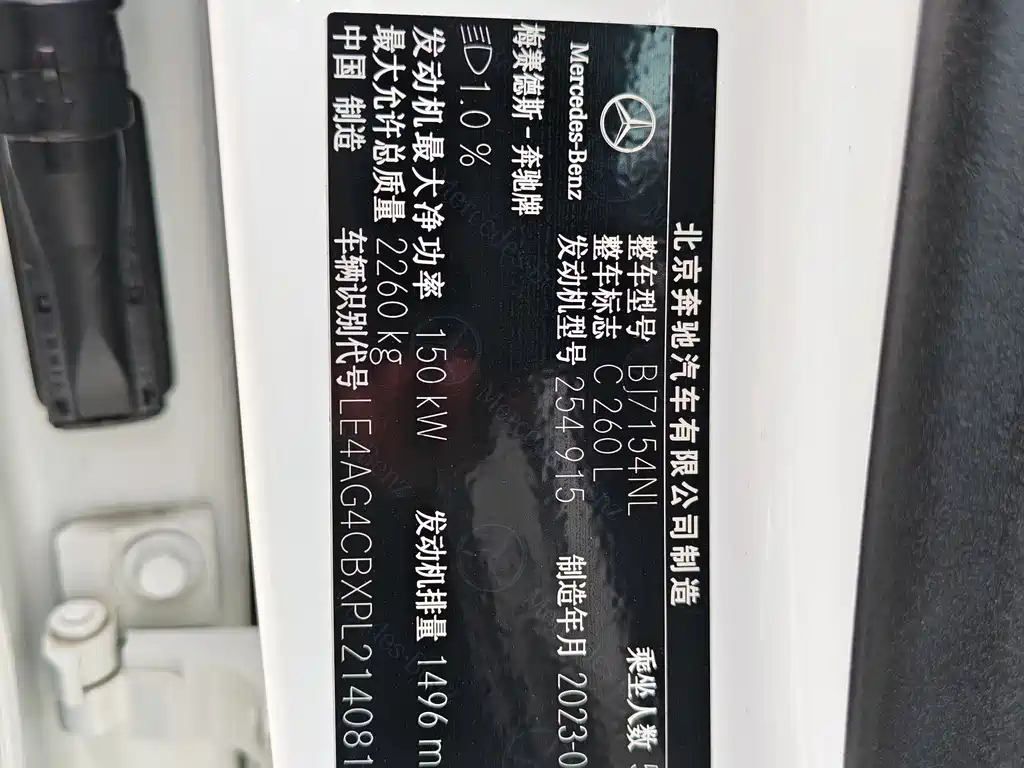 北京奔驰汽车有限公司制造
Mercedes-Benz
梅赛德斯-奔驰牌
整车型号 BJ7154NL 乘坐人数 5
整车标志 C 260 L
发动机型号 254 915 制造年月 2023-0
1.0 %
发动机最大净功率 150 kW 发动机排量 1496 m
最大允许总质量 2260 kg
中国 制造 车辆识别代号 LE4AG4CBXPL214081